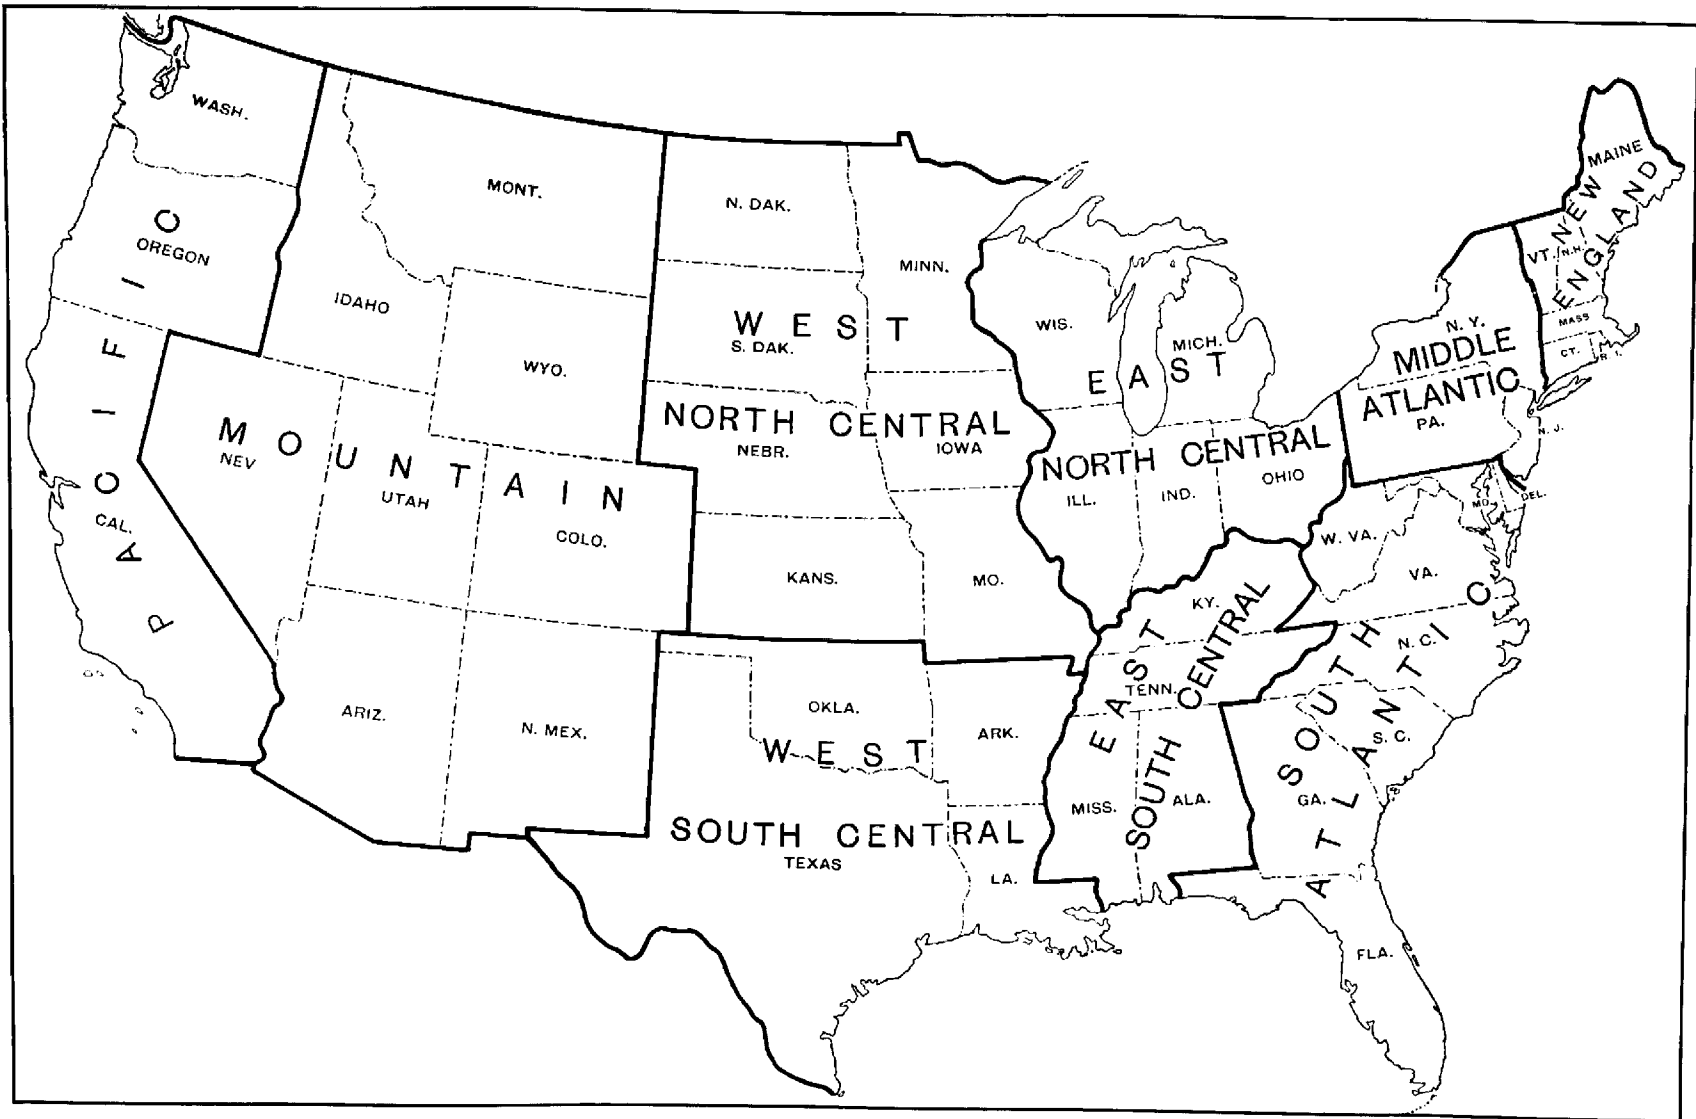 WASH.
OREGON
CAL.
PACIFIC
MONT.
IDAHO
WYO.
NEV
UTAH
COLO.
ARIZ.
N. MEX.
MOUNTAIN
N. DAK.
MINN.
WEST
S. DAK.
NORTH CENTRAL
NEBR.
IOWA
KANS.
MO.
WIS.
MICH.
EAST
NORTH CENTRAL
ILL.
IND.
OHIO
OKLA.
ARK.
WEST
SOUTH CENTRAL
TEXAS
LA.
KY.
TENN.
EAST
SOUTH CENTRAL
MISS.
ALA.
MAINE
NEW
ENGLAND
VT.
N.H.
MASS
CT.
R. I.
N. Y.
MIDDLE
ATLANTIC
PA.
N. J.
MD.
DEL.
W. VA.
VA.
N. C.
SOUTH
ATLANTIC
S. C.
GA.
FLA.